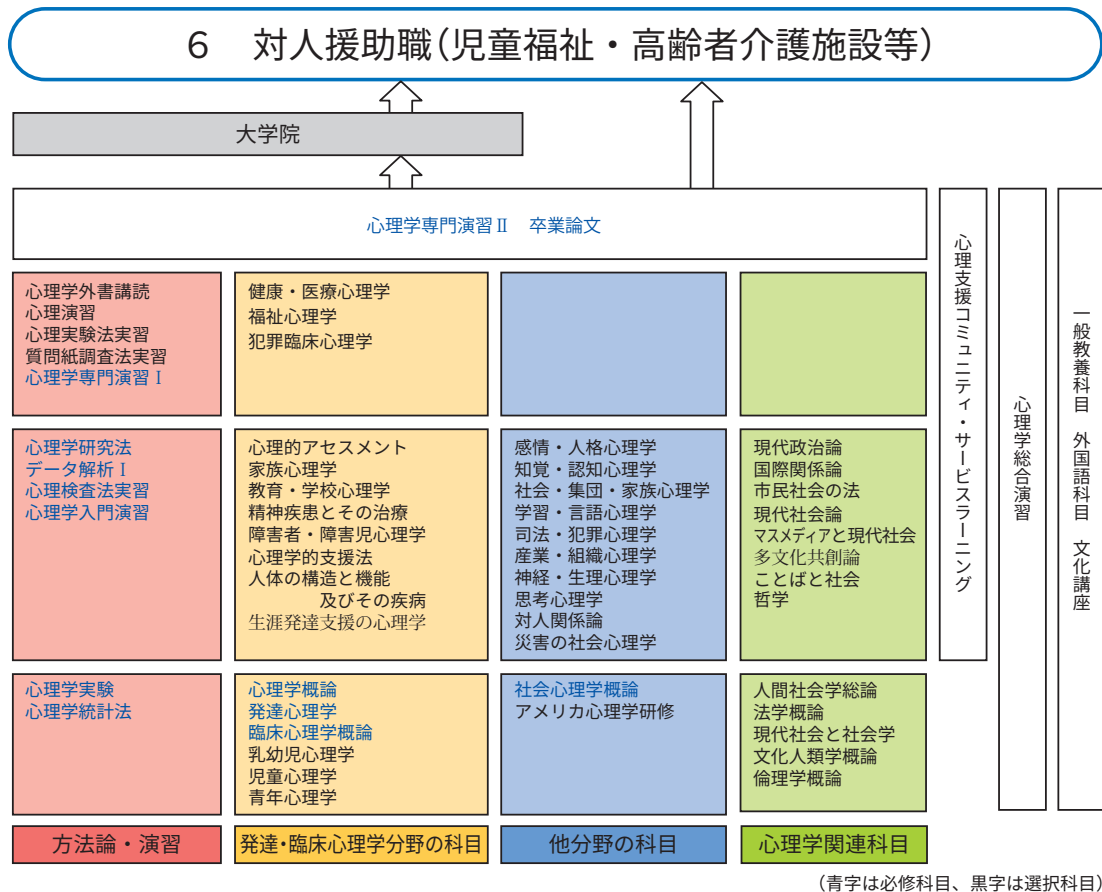 6　対人援助職(児童福祉・高齢者介護施設等)
大学院
心理学専門演習Ⅱ　卒業論文
心理学外書講読
心理演習
心理実験法実習
質問紙調査法実習
心理学専門演習Ⅰ
健康・医療心理学
福祉心理学
犯罪臨床心理学
心理学研究法
データ解析Ⅰ
心理検査法実習
心理学入門演習
心理的アセスメント
家族心理学
教育・学校心理学
精神疾患とその治療
障害者・障害児心理学
心理学的支援法
人体の構造と機能
及びその疾病
生涯発達支援の心理学
感情・人格心理学
知覚・認知心理学
社会・集団・家族心理学
学習・言語心理学
司法・犯罪心理学
産業・組織心理学
神経・生理心理学
思考心理学
対人関係論
災害の社会心理学
現代政治論
国際関係論
市民社会の法
現代社会論
マスメディアと現代社会
多文化共創論
ことばと社会
哲学
心理学実験
心理学統計法
心理学概論
発達心理学
臨床心理学概論
乳幼児心理学
児童心理学
青年心理学
社会心理学概論
アメリカ心理学研修
人間社会学総論
法学概論
現代社会と社会学
文化人類学概論
倫理学概論
方法論・演習
発達・臨床心理学分野の科目
他分野の科目
心理学関連科目
心理支援コミュニティ・サービスラーニング
心理学総合演習
一般教養科目　外国語科目　文化講座
(青字は必修科目、黒字は選択科目)